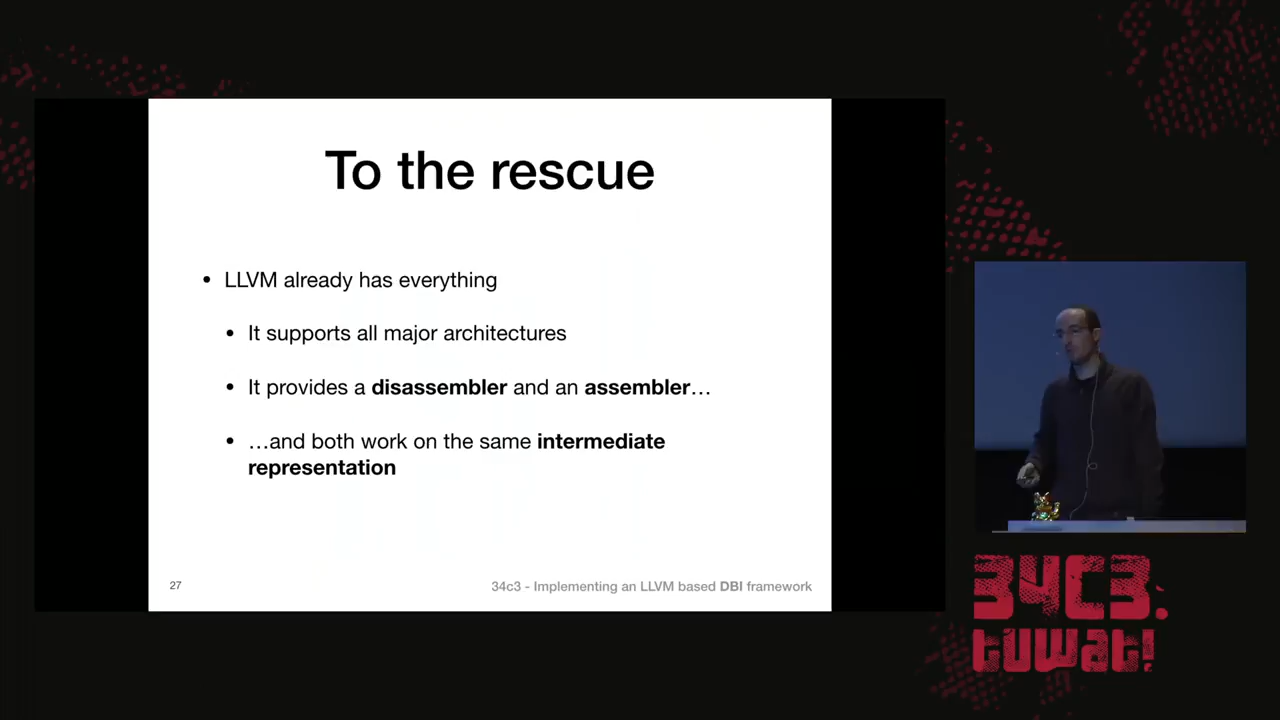 To the rescue
• LLVM already has everything
• It supports all major architectures
• It provides a disassembler and an assembler…
• …and both work on the same intermediate
representation
27
34c3 - Implementing an LLVM based DBI framework
34C3.
tuwat!